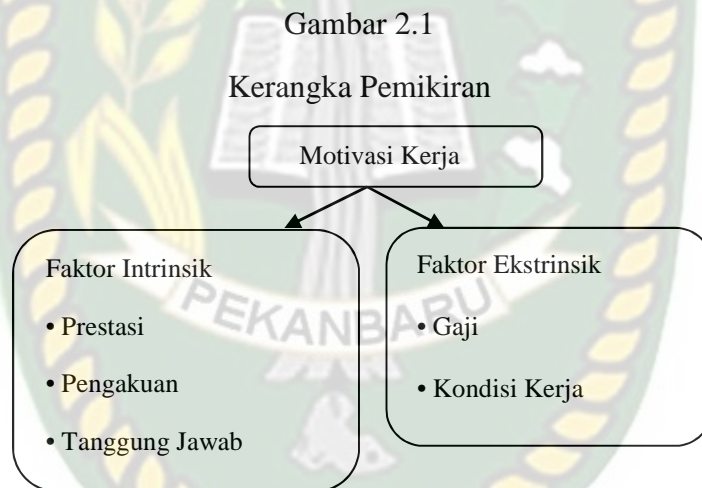 Gambar 2.1
Kerangka Pemikiran
Motivasi Kerja
Faktor Intrinsik
• Prestasi
• Pengakuan
• Tanggung Jawab
Faktor Ekstrinsik
• Gaji
• Kondisi Kerja
PEKANBARU